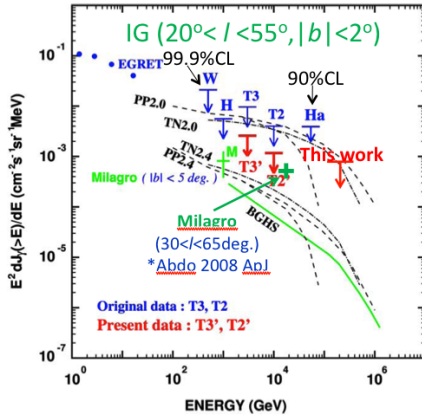 IG (20°< l <55°,|b|<2°)
99.9%CL
90%CL
EGRET
W
H
T3
T2
Ha
PP2.0
TN2.0
TN2.4
PP2.4
M
T3'
T2'
This work
Milagro ( |bl < 5 deg.)
Milagro
(30<l<65deg.)
*Abdo 2008 ApJ
BGHS
Original data : T3, T2
Present data : T3', T2'
E² dJγ(>E)/dE (cm⁻²s⁻¹sr⁻¹MeV)
10⁻¹
10⁻³
10⁻⁵
10⁻⁷
10⁰ 10² 10⁴ 10⁶
ENERGY (GeV)